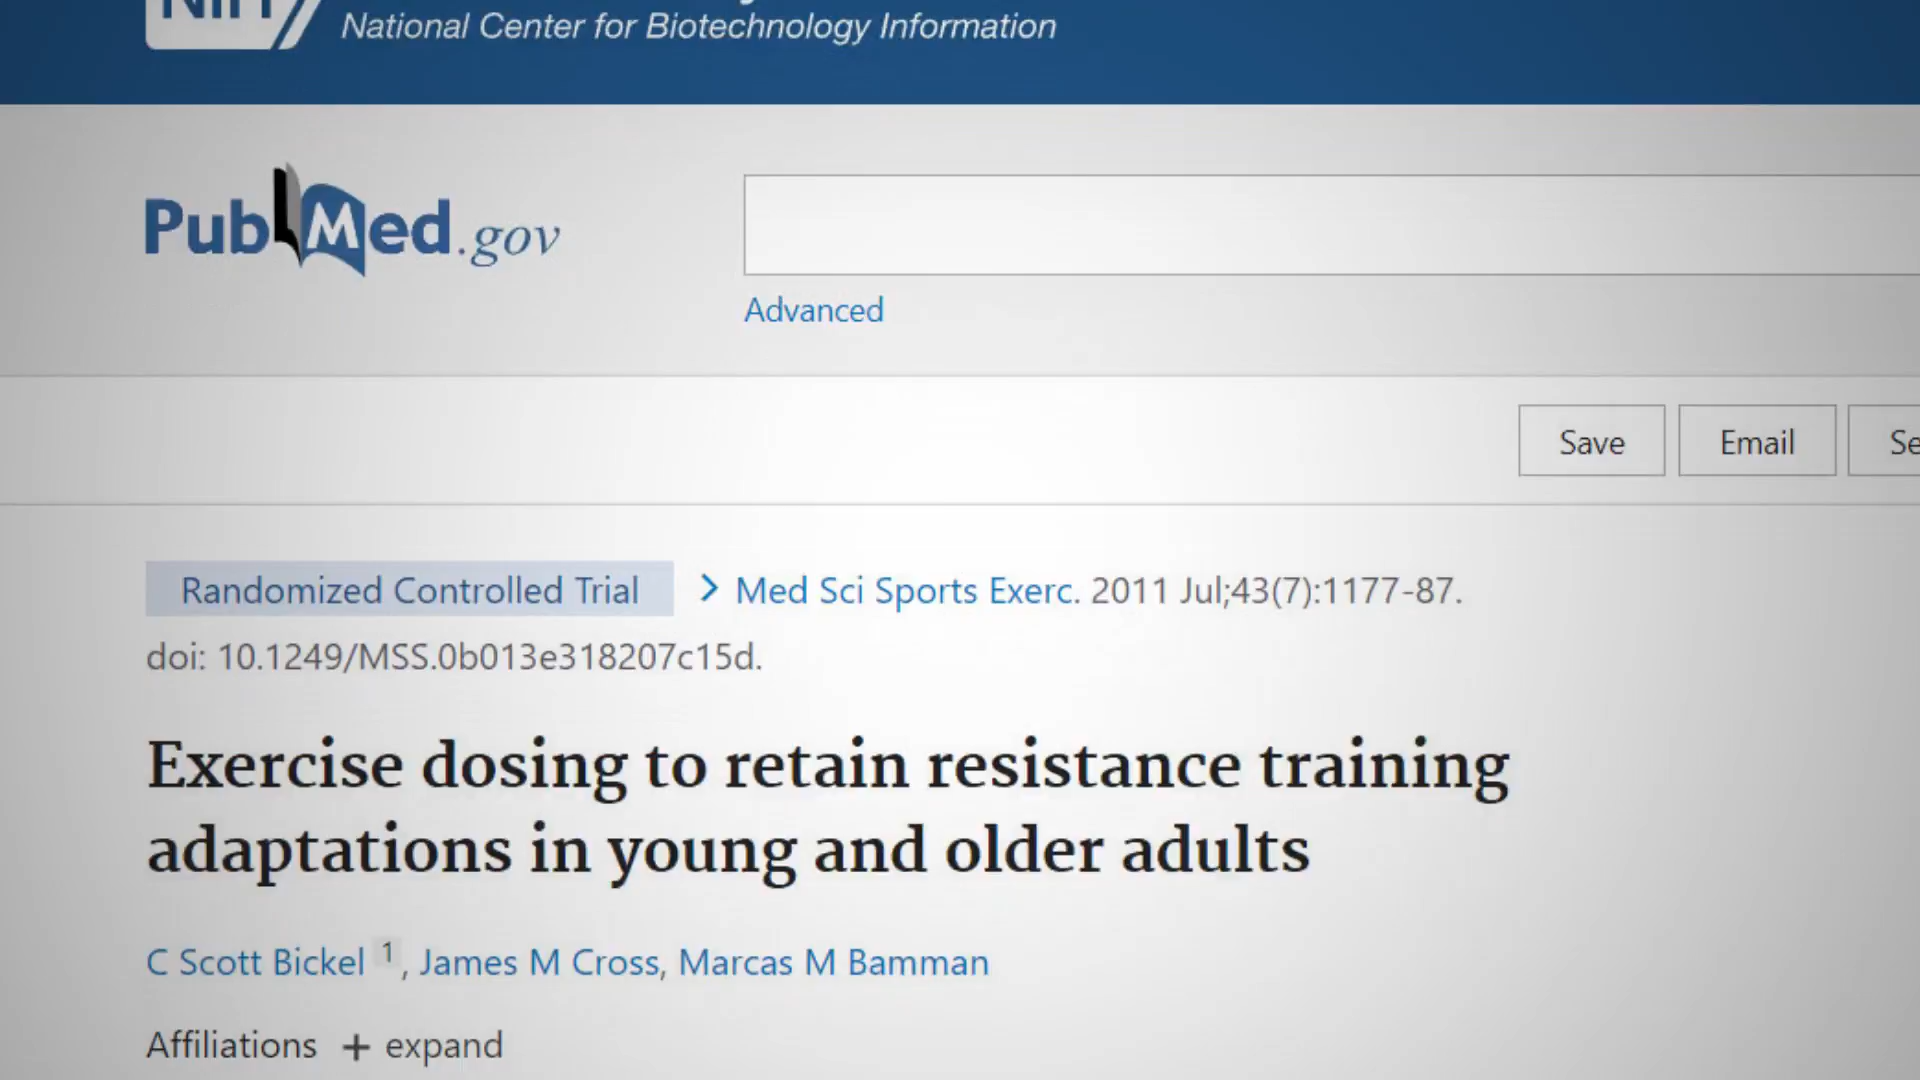 NIH
National Center for Biotechnology Information
PubMed.gov
Advanced
Save
Email
Randomized Controlled Trial > Med Sci Sports Exerc. 2011 Jul;43(7):1177-87.
doi: 10.1249/MSS.0b013e318207c15d.
Exercise dosing to retain resistance training
adaptations in young and older adults
C Scott Bickel 1, James M Cross, Marcas M Bamman
Affiliations + expand